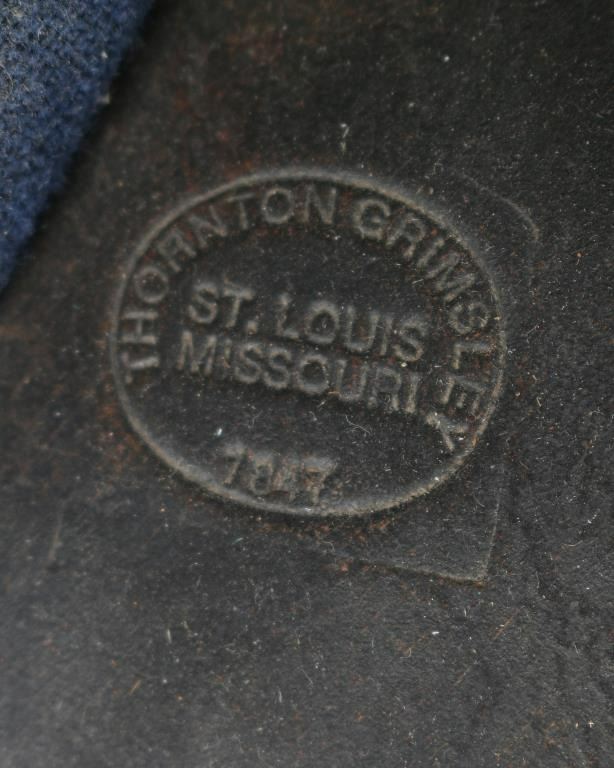 THORNTON GRIMSLEY
ST. LOUIS
MISSOURI
1847